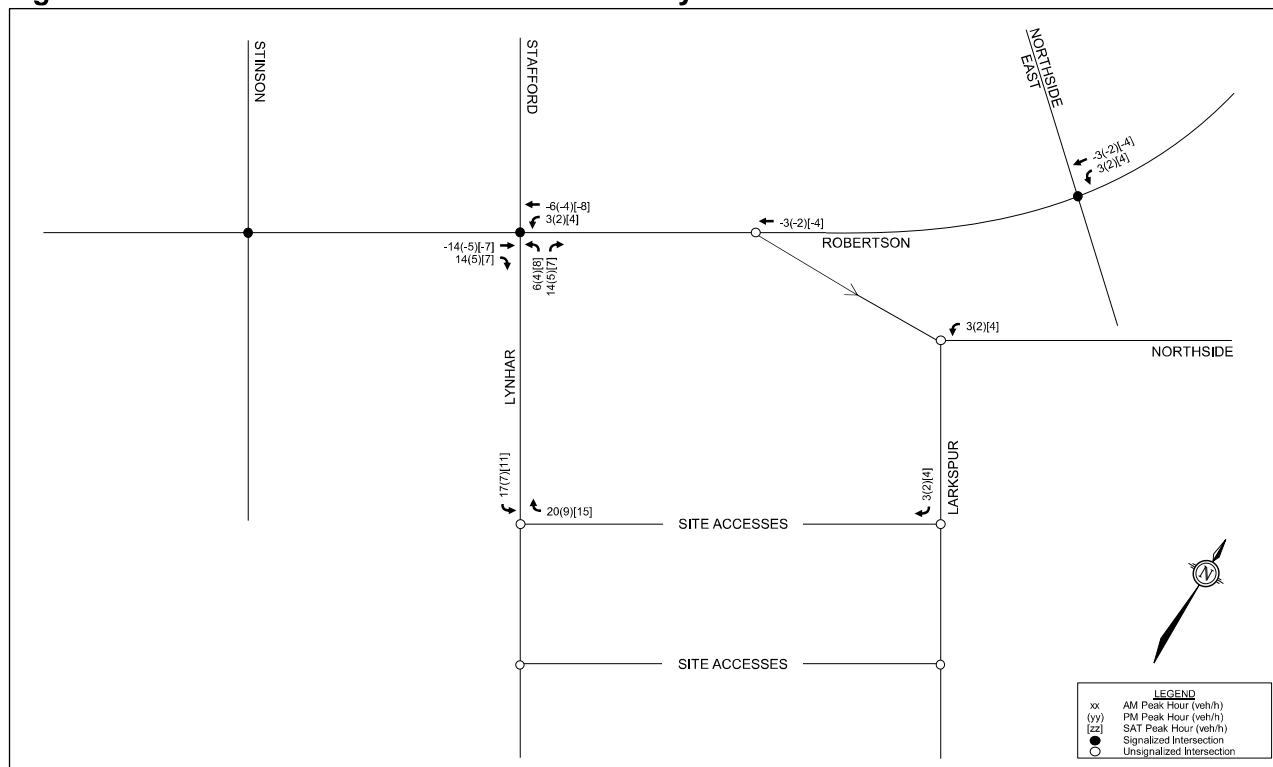 STINSON
STAFFORD
NORTHSIDE
EAST
-3(-2)[-4]
3(2)[4]
-6(-4)[-8]
3(2)[4]
-3(-2)[-4]
ROBERTSON
-14(-5)[-7]
14(5)[7]
6(4)[8]
14(5)[7]
3(2)[4]
NORTHSIDE
LYNHAR
LARKSPUR
17(7)[11]
20(9)[15]
3(2)[4]
SITE ACCESSES
N
SITE ACCESSES
LEGEND
xx AM Peak Hour (veh/h)
(yy) PM Peak Hour (veh/h)
[zz] SAT Peak Hour (veh/h)
Signalized Intersection
Unsignalized Intersection